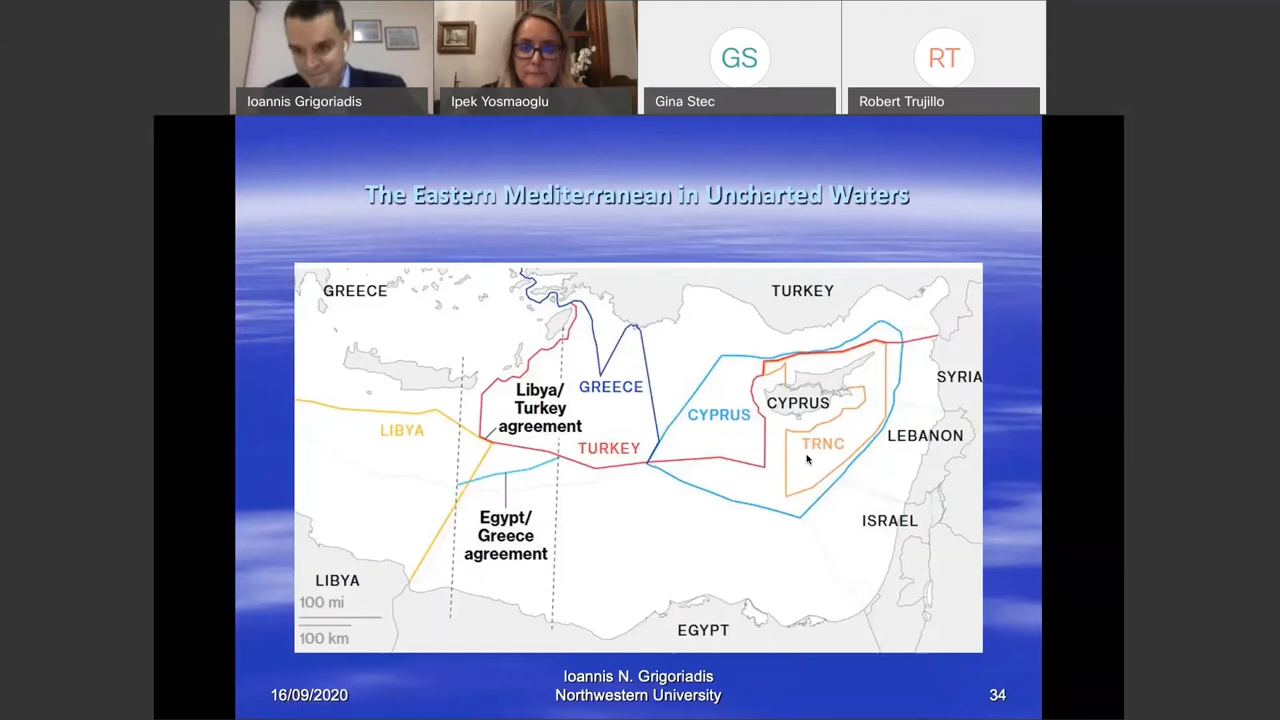 Ioannis Grigoriadis
Ipek Yosmaoglu
GS
Gina Stec
RT
Robert Trujillo
The Eastern Mediterranean in Uncharted Waters
GREECE
TURKEY
SYRIA
GREECE
Libya/
Turkey
agreement
CYPRUS
CYPRUS
LIBYA
TURKEY
TRNC
LEBANON
Egypt/
Greece
agreement
ISRAEL
LIBYA
100 mi
100 km
EGYPT
16/09/2020
Ioannis N. Grigoriadis
Northwestern University
34